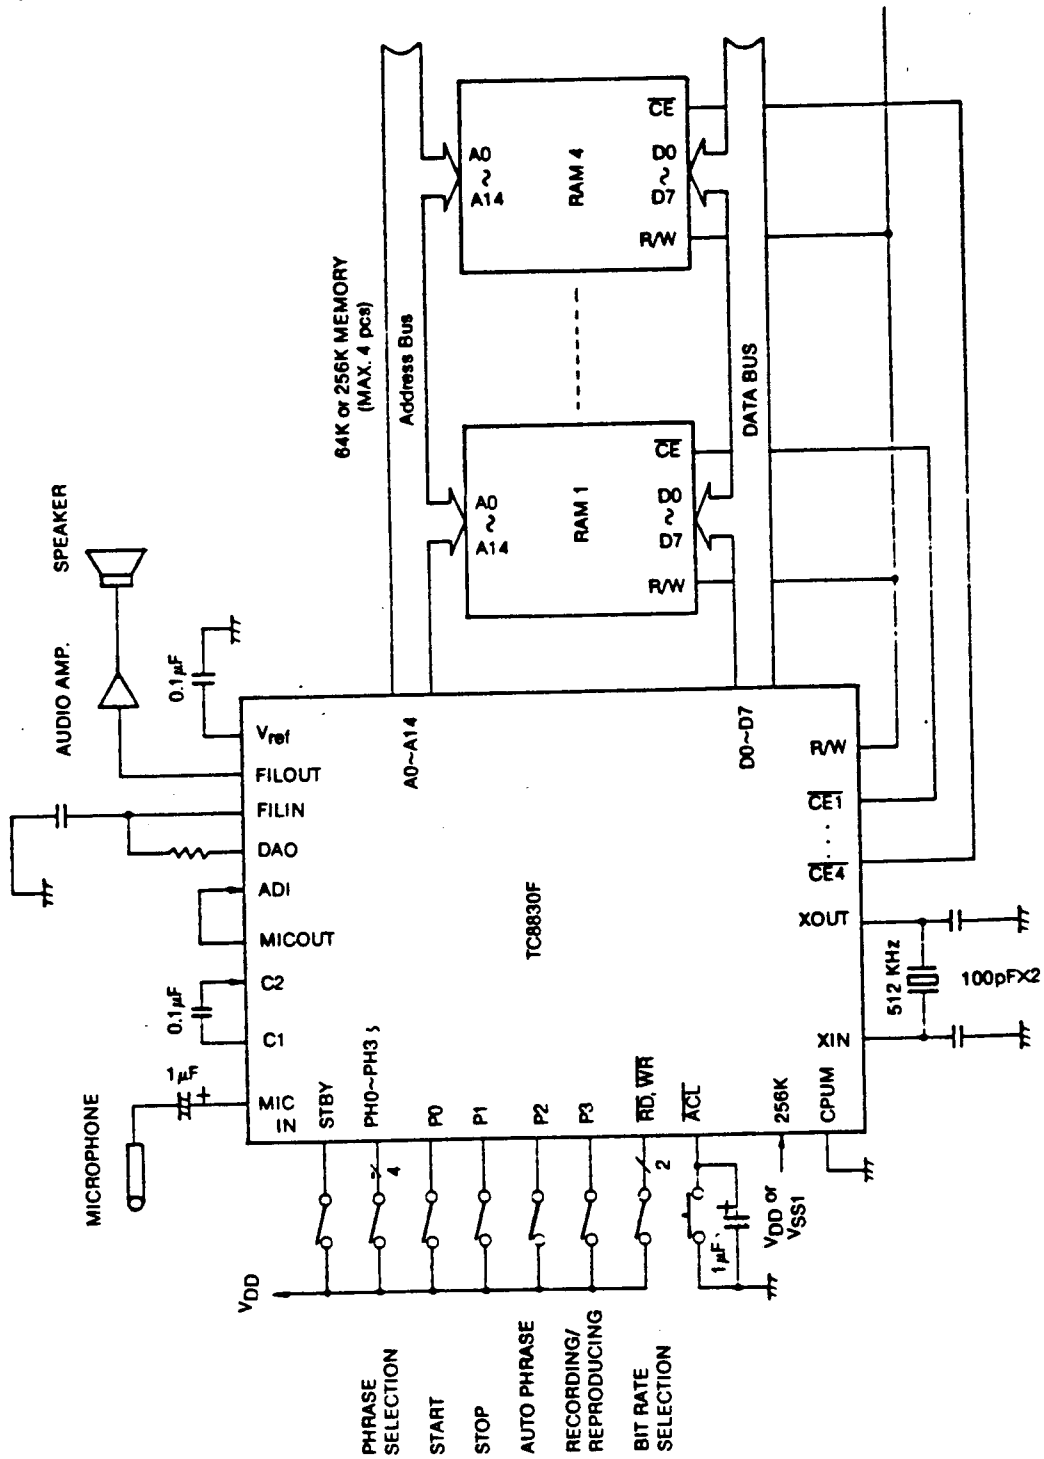 64K or 256K MEMORY
(MAX. 4 pcs)
Address Bus
A0
~
A14
RAM 1
R/W
D7
~
D0
CE
A14
~
A0
RAM 4
R/W
D7
~
D0
CE
DATA BUS
MICROPHONE
1μF
+
0.1μF
AUDIO AMP.
SPEAKER
0.1μF
MIC
IN
C1
C2
MICOUT
ADI
DAO
FILIN
FILOUT
Vref
A0~A14
D0~D7
TC8830F
STBY
PH0~PH3
P0
P1
P2
P3
RD, WR
ACL
256K
CPUM
XIN
XOUT
CE4
....
CE1
R/W
VDD
4
2
1μF
+
VDD or
VSS1
512 KHz
100pFX2
PHRASE
SELECTION
START
STOP
AUTO PHRASE
RECORDING/
REPRODUCING
BIT RATE
SELECTION